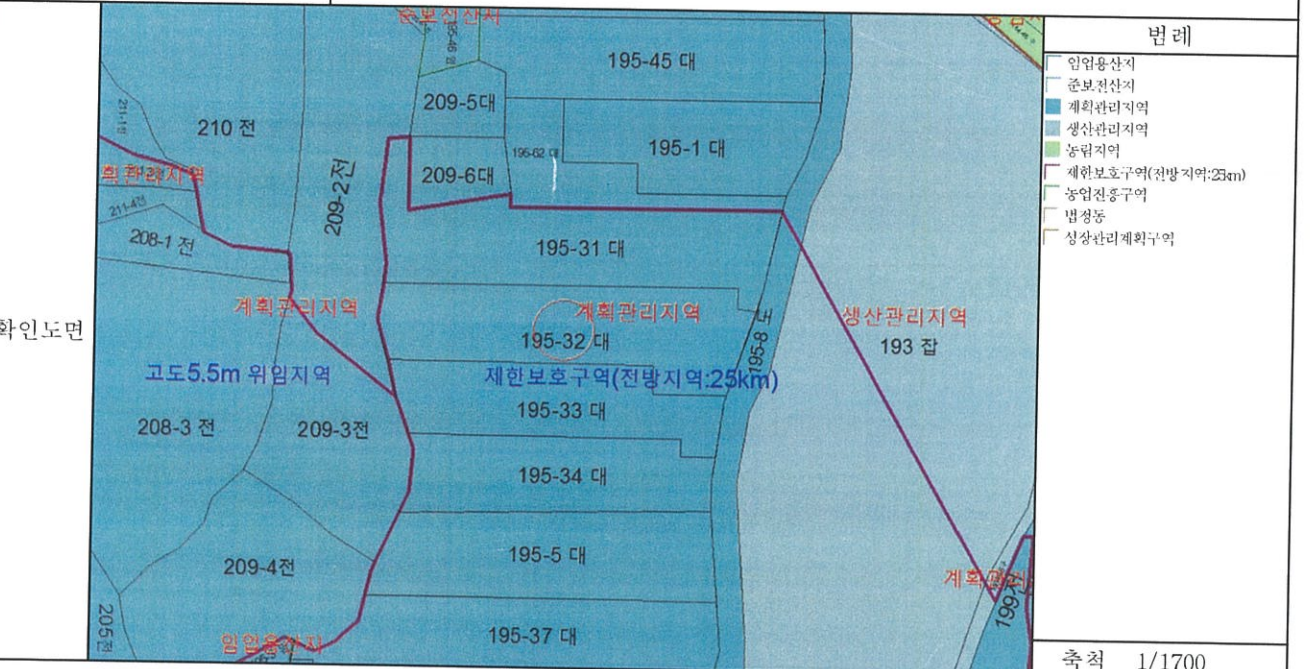 확인도면
준보전산지
195-45 대
209-5대
210 전
195-62 대
195-1 대
209-2전
209-6대
획관리지역
211-4전
208-1 전
195-31 대
계획관리지역
계획관리지역
195-32 대
195-8 도
생산관리지역
193 잡
고도5.5m 위임지역
제한보호구역(전방지역:25km)
208-3 전
209-3전
195-33 대
195-34 대
209-4전
195-5 대
계획관리
199전
205 전
임업용산지
195-37 대
범례
임업용산지
준보전산지
계획관리지역
생산관리지역
농림지역
제한보호구역(전방지역:25km)
농업진흥구역
법정동
성장관리계획구역
축척 1/1700